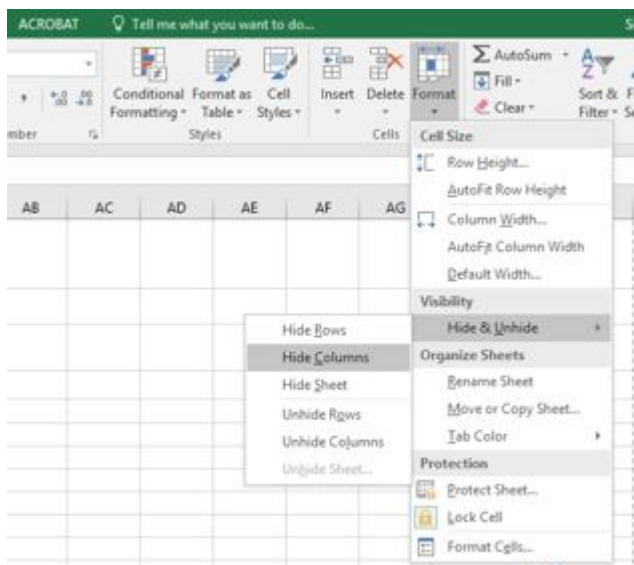 ACROBAT Tell me what you want to do...
Conditional Formatting Format as Table Cell Styles Insert Delete Format AutoSum
Fill
Clear
Sort & Filter
Styles Cells
Cell Size
Row Height...
AutoFit Row Height
AB AC AD AE AF AG
Column Width...
AutoFit Column Width
Default Width...
Visibility
Hide & Unhide
Hide Rows
Hide Columns
Hide Sheet
Unhide Rows
Unhide Columns
Unhide Sheet...
Organize Sheets
Rename Sheet
Move or Copy Sheet...
Tab Color
Protection
Protect Sheet...
Lock Cell
Format Cells...